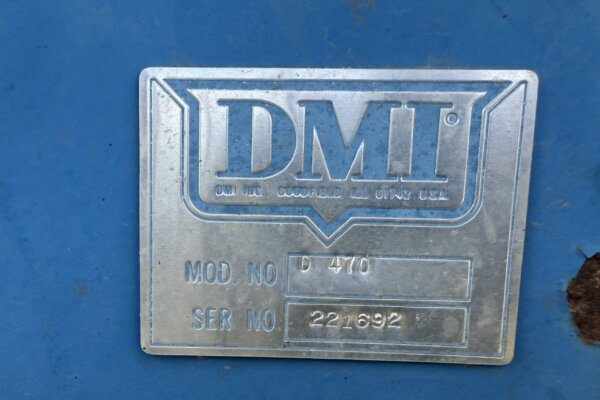 DMI®
DMI INC. GOODFIELD ILL 61742 U.S.A.
MOD. NO D 470
SER NO. 221692